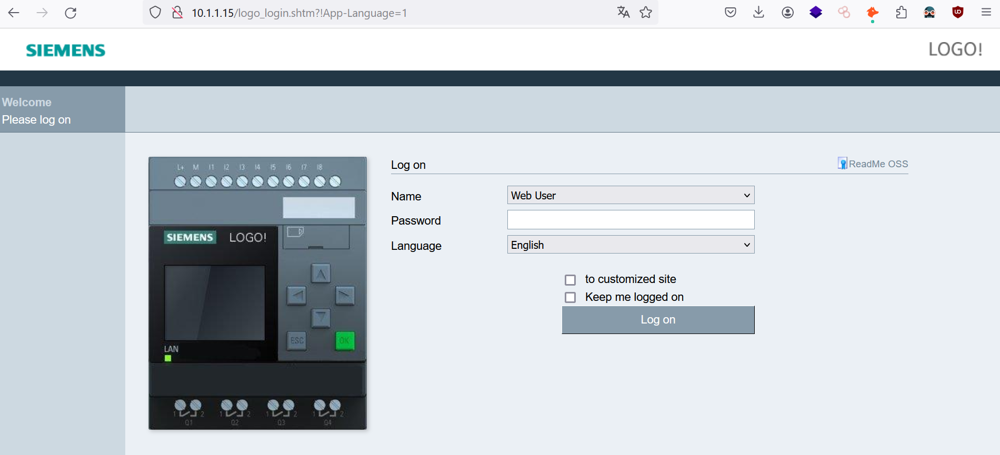 10.1.1.15/logo_login.shtm?!App-Language=1
SIEMENS
LOGO!
Welcome
Please log on
L+ M I1 I2 I3 I4 I5 I6 I7 I8
SIEMENS LOGO!
ESC
OK
LAN
1 2 1 2 1 2 1 2
Q1 Q2 Q3 Q4
Log on
ReadMe OSS
Name
Web User
Password
Language
English
to customized site
Keep me logged on
Log on